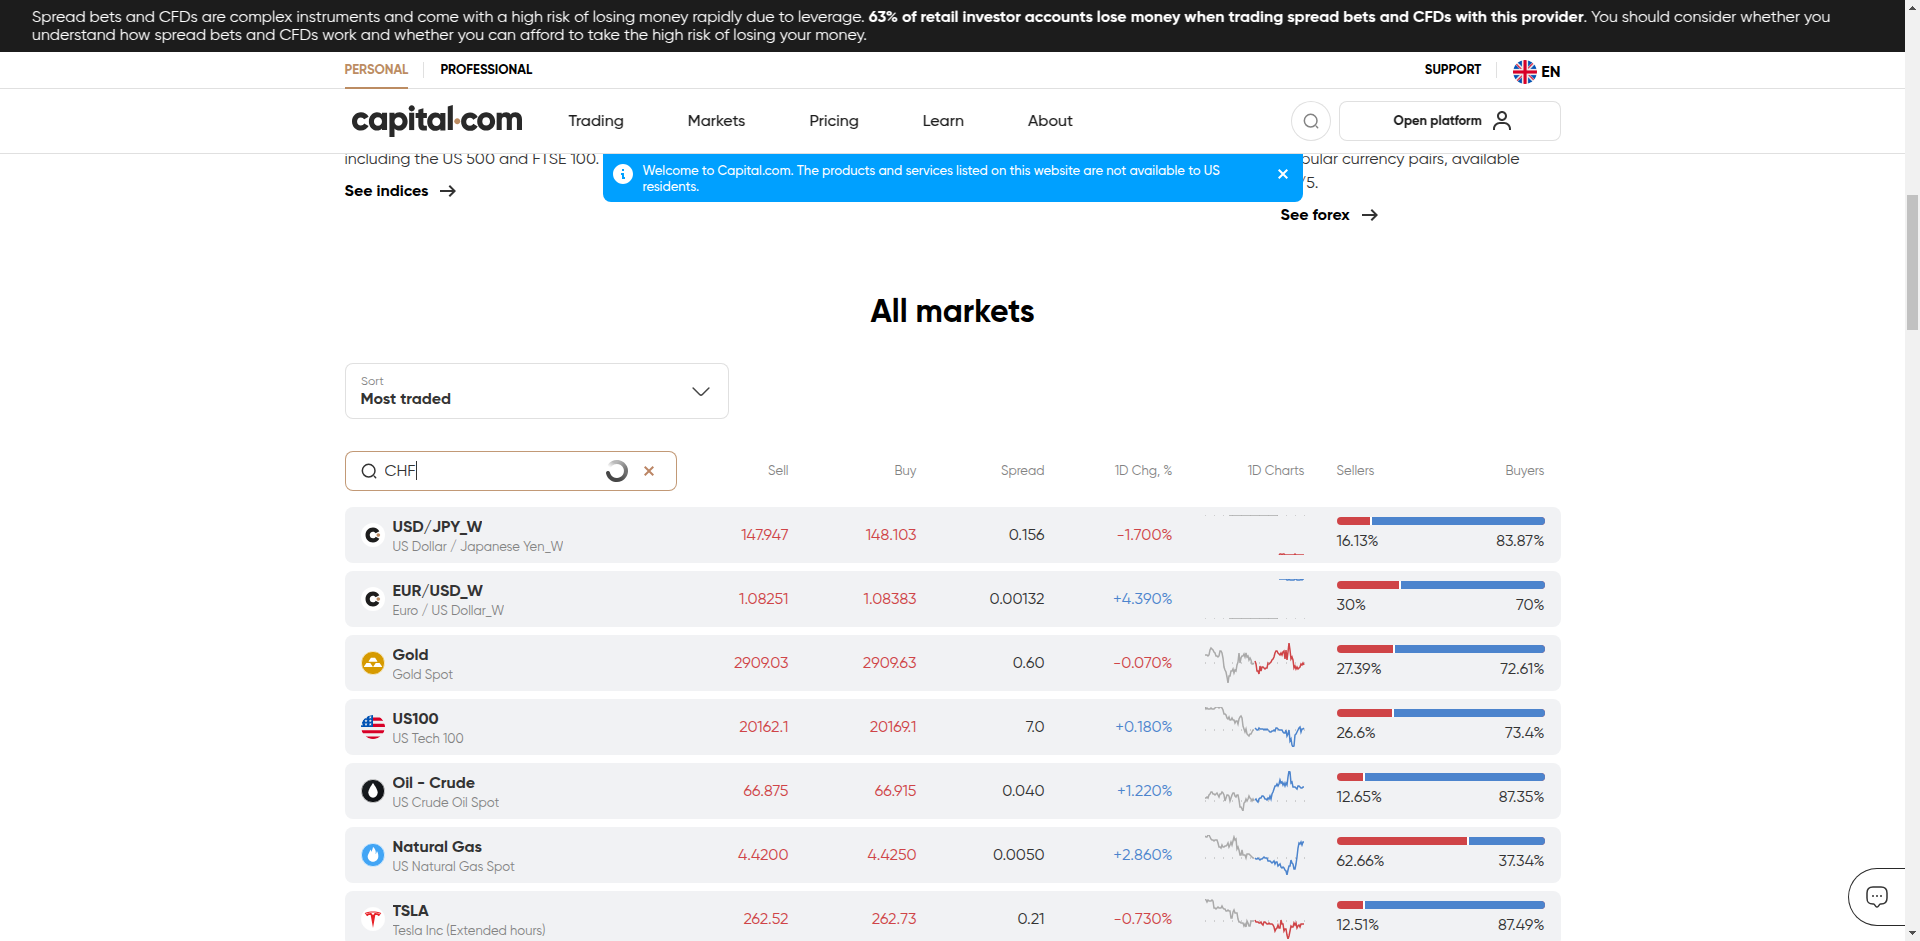 Spread bets and CFDs are complex instruments and come with a high risk of losing money rapidly due to leverage. 63% of retail investor accounts lose money when trading spread bets and CFDs with this provider. You should consider whether you
understand how spread bets and CFDs work and whether you can afford to take the high risk of losing your money.
PERSONAL PROFESSIONAL SUPPORT EN
capital.com Trading Markets Pricing Learn About Open platform
including the US 500 and FTSE 100. pular currency pairs, available
Welcome to Capital.com. The products and services listed on this website are not available to US
residents.
/5.
See indices
See forex
All markets
Sort
Most traded
CHF Sell Buy Spread 1D Chg, % 1D Charts Sellers Buyers
USD/JPY_W
US Dollar / Japanese Yen_W
147.947 148.103 0.156 -1.700% 16.13% 83.87%
EUR/USD_W
Euro / US Dollar_W
1.08251 1.08383 0.00132 +4.390% 30% 70%
Gold
Gold Spot
2909.03 2909.63 0.60 -0.070% 27.39% 72.61%
US100
US Tech 100
20162.1 20169.1 7.0 +0.180% 26.6% 73.4%
Oil - Crude
US Crude Oil Spot
66.875 66.915 0.040 +1.220% 12.65% 87.35%
Natural Gas
US Natural Gas Spot
4.4200 4.4250 0.0050 +2.860% 62.66% 37.34%
TSLA
Tesla Inc (Extended hours)
262.52 262.73 0.21 -0.730% 12.51% 87.49%